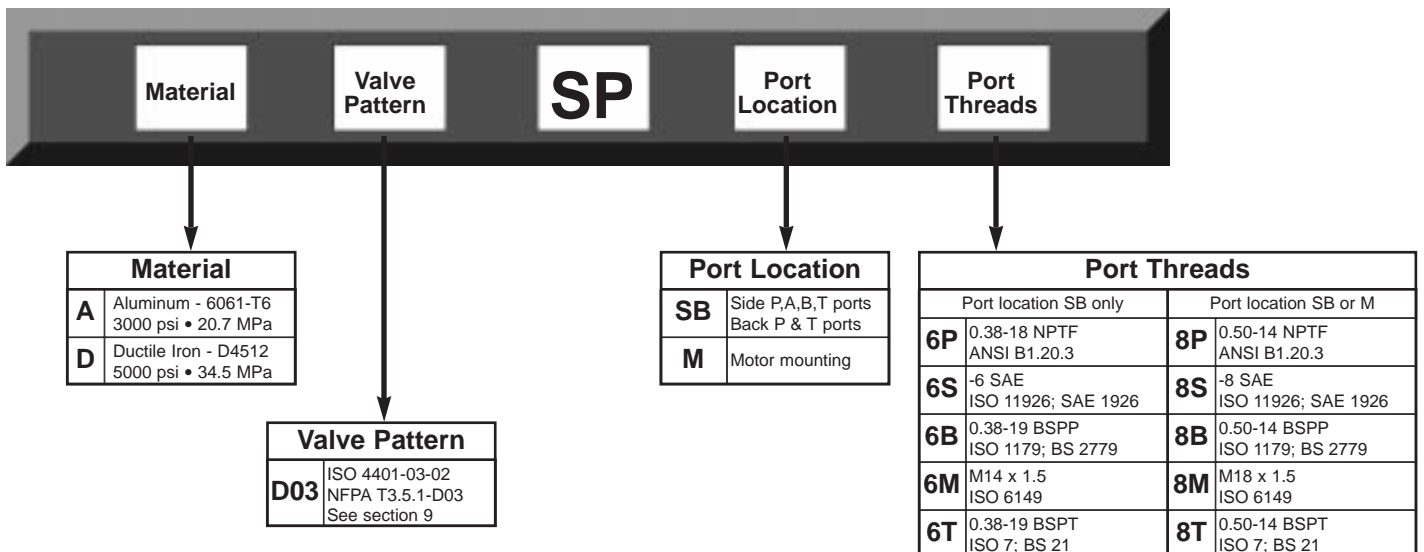 Material
Valve
Pattern
SP
Port
Location
Port
Threads
Material
A
Aluminum - 6061-T6
3000 psi • 20.7 MPa
D
Ductile Iron - D4512
5000 psi • 34.5 MPa
Valve Pattern
D03
ISO 4401-03-02
NFPA T3.5.1-D03
See section 9
Port Location
SB
Side P,A,B,T ports
Back P & T ports
M
Motor mounting
Port Threads
Port location SB only
Port location SB or M
6P
0.38-18 NPTF
ANSI B1.20.3
8P
0.50-14 NPTF
ANSI B1.20.3
6S
-6 SAE
ISO 11926; SAE 1926
8S
-8 SAE
ISO 11926; SAE 1926
6B
0.38-19 BSPP
ISO 1179; BS 2779
8B
0.50-14 BSPP
ISO 1179; BS 2779
6M
M14 x 1.5
ISO 6149
8M
M18 x 1.5
ISO 6149
6T
0.38-19 BSPT
ISO 7; BS 21
8T
0.50-14 BSPT
ISO 7; BS 21